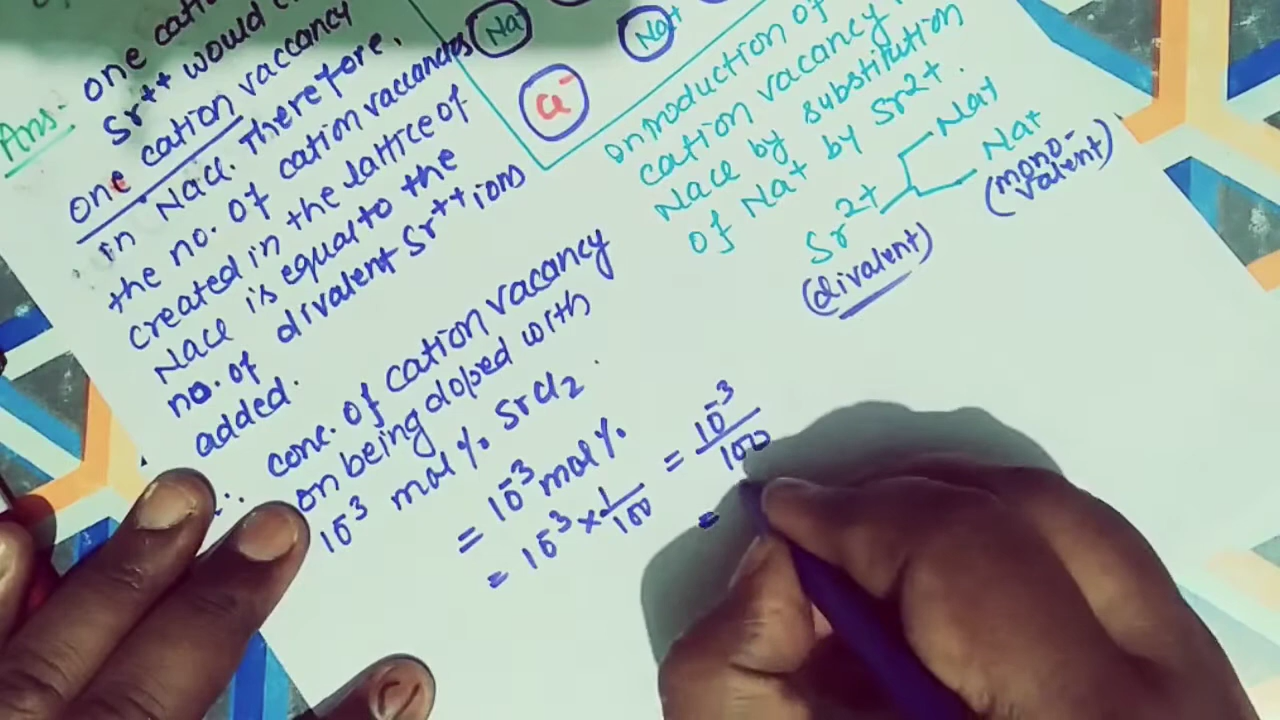 Ans:-
one cation
Sr++ would
one cation vaccancy
in Nacl. Therefore,
the no. of cation vaccancies
created in the lattice of
Nacl is equal to the
no. of divalent Sr++ ions
added.
∴ conc. of cation vacancy
on being doped with
10-3 mol % SrCl2.
= 10-3 mol %
= 10-3 × 1/100 = 10-3/100
=
Na+
Na+
Cl-
Introduction of
cation vacancy
Nacl by substitution
of Na+ by Sr2+.
Na+
Sr2+
Na+
(divalent)
(mono-
valent)